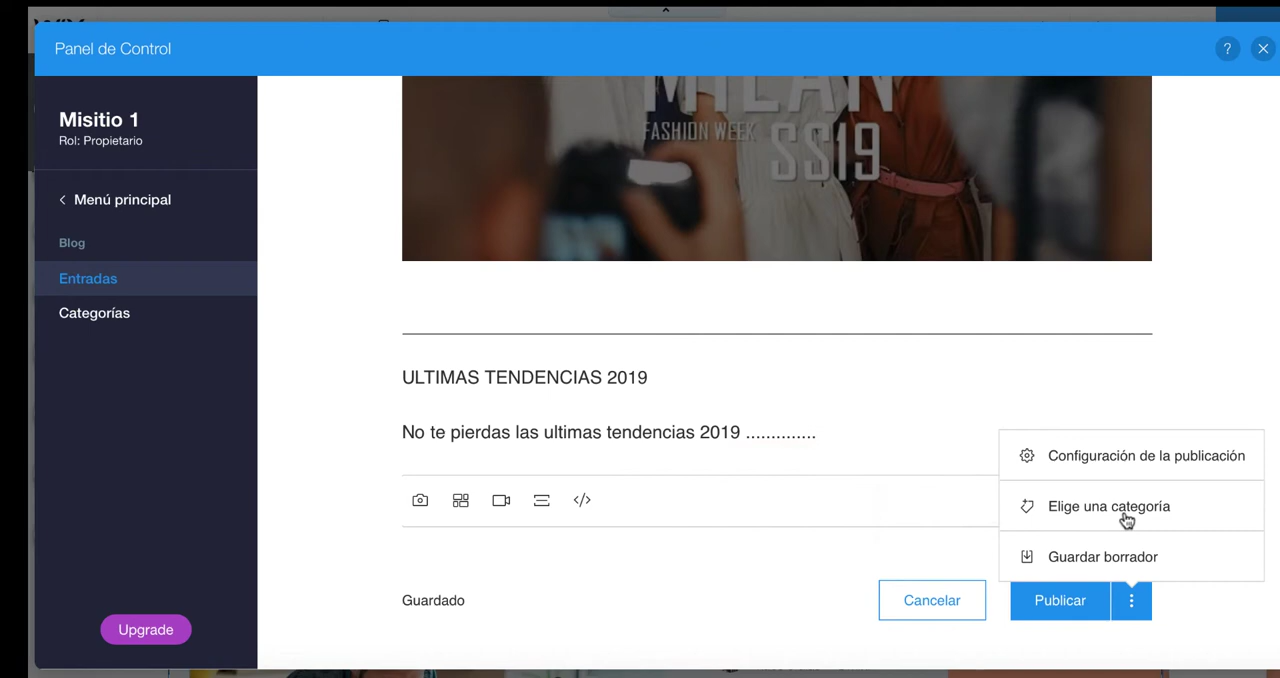 Panel de Control
?
Misitio 1
Rol: Propietario
Menú principal
Blog
Entradas
Categorías
Upgrade
MILAN
FASHION WEEK
SS19
ULTIMAS TENDENCIAS 2019
No te pierdas las ultimas tendencias 2019 ..............
</>
Configuración de la publicación
Elige una categoría
Guardar borrador
Guardado
Cancelar
Publicar